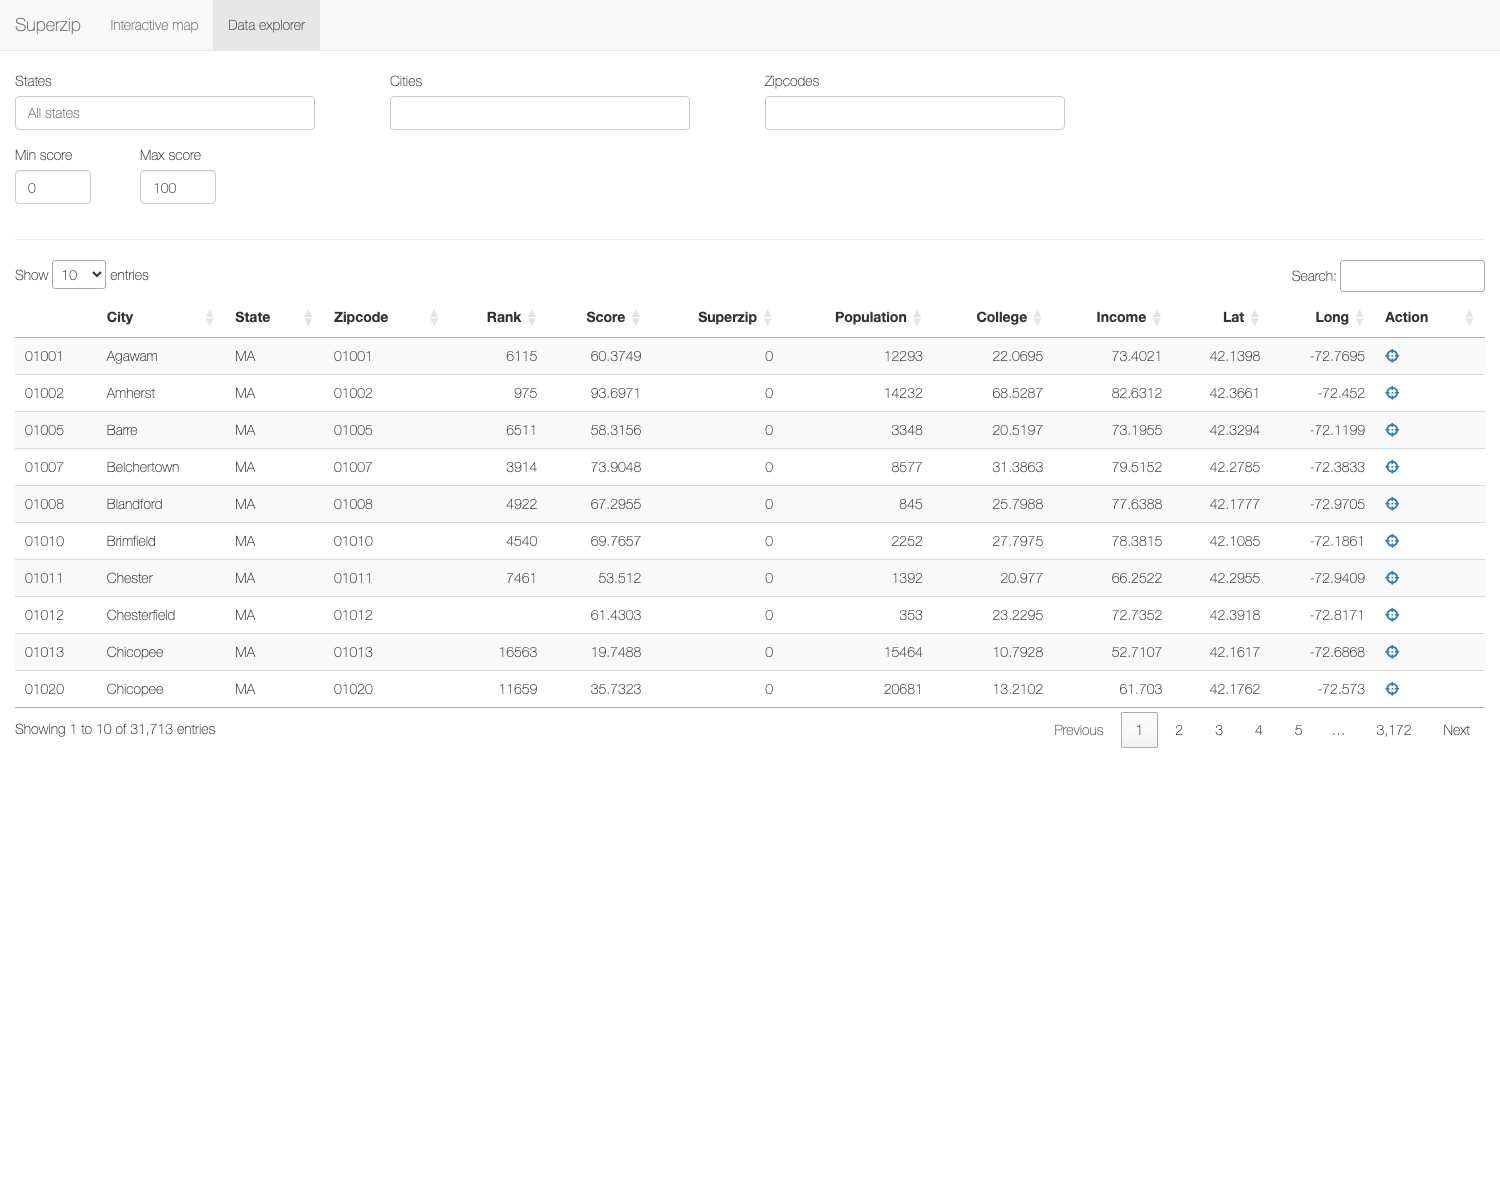 Superzip Interactive map Data explorer
States Cities Zipcodes
All states
Min score Max score
0 100
Show 10 entries Search:
City State Zipcode Rank Score Superzip Population College Income Lat Long Action
01001 Agawam MA 01001 6115 60.3749 0 12293 22.0695 73.4021 42.1398 -72.7695
01002 Amherst MA 01002 975 93.6971 0 14232 68.5287 82.6312 42.3661 -72.452
01005 Barre MA 01005 6511 58.3156 0 3348 20.5197 73.1955 42.3294 -72.1199
01007 Belchertown MA 01007 3914 73.9048 0 8577 31.3863 79.5152 42.2785 -72.3833
01008 Blandford MA 01008 4922 67.2955 0 845 25.7988 77.6388 42.1777 -72.9705
01010 Brimfield MA 01010 4540 69.7657 0 2252 27.7975 78.3815 42.1085 -72.1861
01011 Chester MA 01011 7461 53.512 0 1392 20.977 66.2522 42.2955 -72.9409
01012 Chesterfield MA 01012 61.4303 0 353 23.2295 72.7352 42.3918 -72.8171
01013 Chicopee MA 01013 16563 19.7488 0 15464 10.7928 52.7107 42.1617 -72.6868
01020 Chicopee MA 01020 11659 35.7323 0 20681 13.2102 61.703 42.1762 -72.573
Showing 1 to 10 of 31,713 entries Previous 1 2 3 4 5 … 3,172 Next